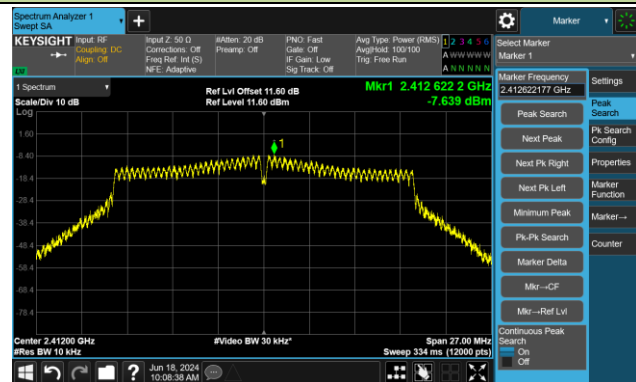 Spectrum Analyzer 1
Swept SA
Marker
KEYSIGHT
Input: RF
Coupling: DC
Align: Off
Input Z: 50 Ω
Corrections: Off
Freq Ref: Int (S)
NFE: Adaptive
#Atten: 20 dB
Preamp: Off
PNO: Fast
Gate: Off
IF Gain: Low
Sig Track: Off
Avg Type: Power (RMS)
Avg|Hold: 100/100
Trig: Free Run
1 2 3 4 5 6
A W W W W W
A N N N N N
Select Marker
Marker 1
1 Spectrum
Scale/Div 10 dB
Log
Ref Lvl Offset 11.60 dB
Ref Level 11.60 dBm
Mkr1 2.412 622 2 GHz
-7.639 dBm
1
1.60
-8.40
-18.4
-28.4
-38.4
-48.4
-58.4
-68.4
-78.4
Center 2.41200 GHz
#Res BW 10 kHz
#Video BW 30 kHz*
Span 27.00 MHz
Sweep 334 ms (12000 pts)
Marker Frequency
2.412622177 GHz
Peak Search
Next Peak
Next Pk Right
Next Pk Left
Minimum Peak
Pk-Pk Search
Marker Delta
Mkr→CF
Mkr→Ref Lvl
Continuous Peak
Search
On
Off
Settings
Peak
Search
Pk Search
Config
Properties
Marker
Function
Marker→
Counter
Jun 18, 2024
10:08:38 AM